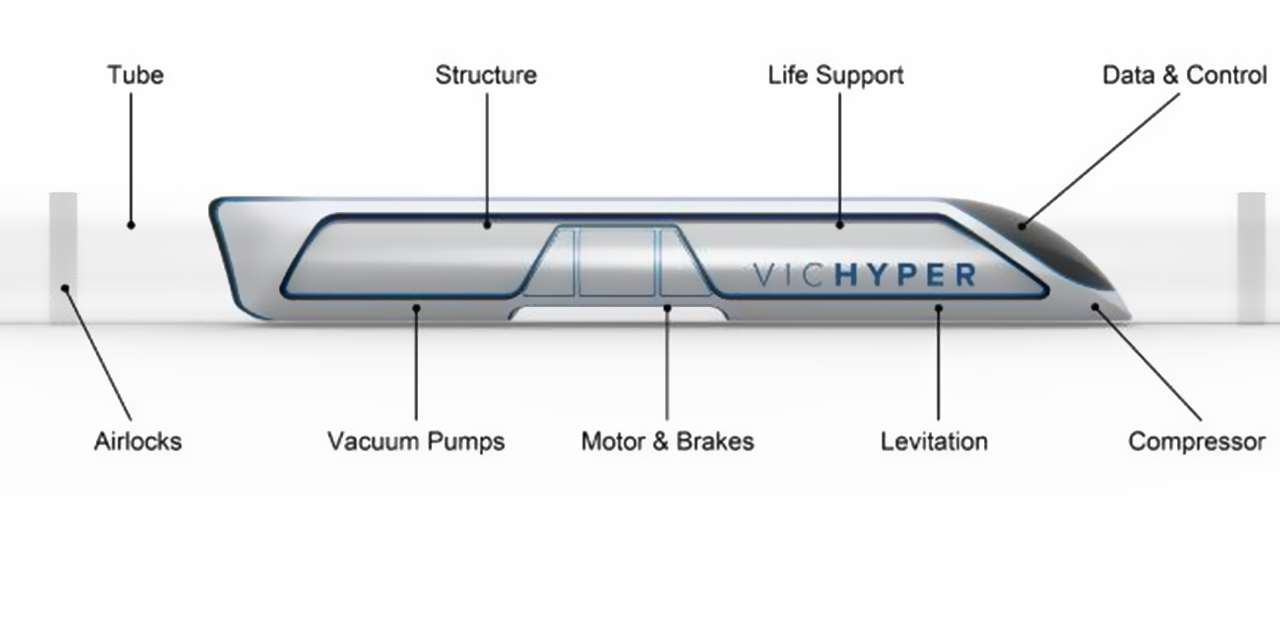 Tube
Structure
Life Support
Data & Control
VICHYPER
Airlocks
Vacuum Pumps
Motor & Brakes
Levitation
Compressor